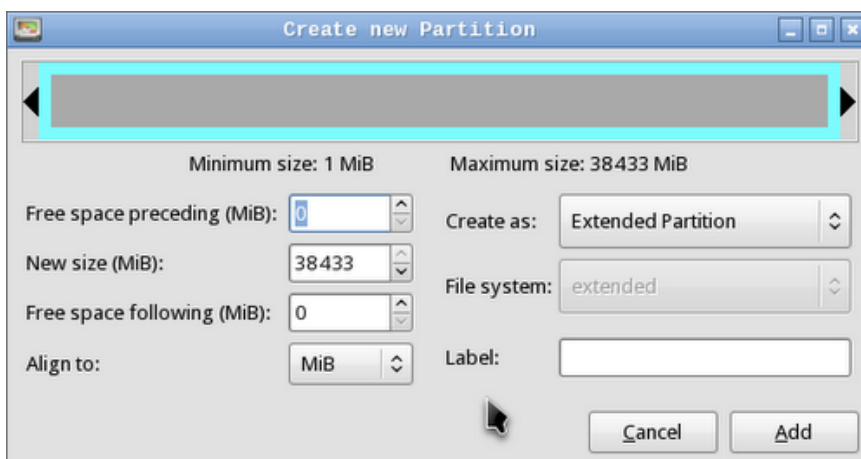 Create new Partition
Minimum size: 1 MiB
Maximum size: 38433 MiB
Free space preceding (MiB):
0
New size (MiB):
38433
Free space following (MiB):
0
Align to:
MiB
Create as:
Extended Partition
File system:
extended
Label:
Cancel
Add